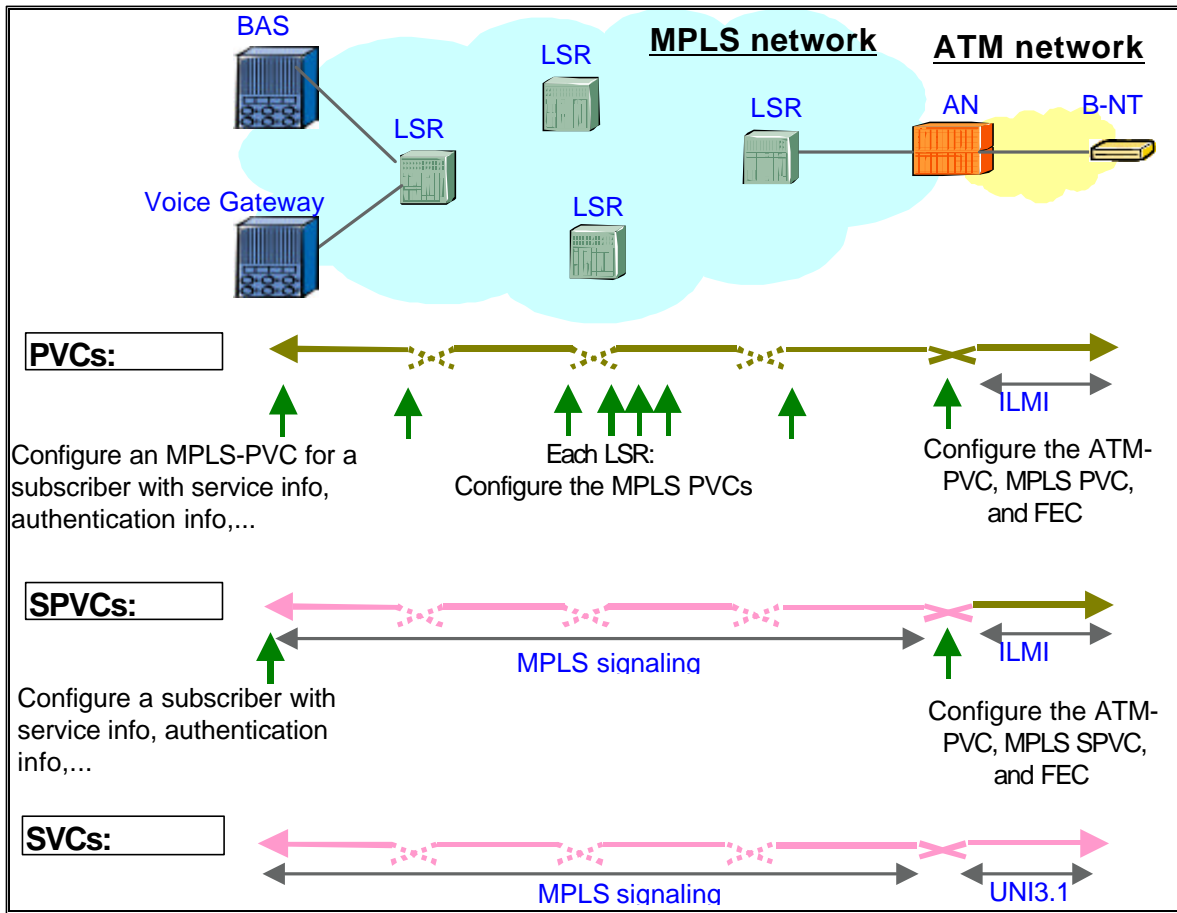 BAS
MPLS network
ATM network
LSR
LSR
LSR
AN
B-NT
Voice Gateway
LSR
PVCs:
ILMI
Configure an MPLS-PVC for a
subscriber with service info,
authentication info,...
Each LSR:
Configure the MPLS PVCs
Configure the ATM-
PVC, MPLS PVC,
and FEC
SPVCs:
MPLS signaling
ILMI
Configure a subscriber with
service info, authentication
info,...
Configure the ATM-
PVC, MPLS SPVC,
and FEC
SVCs:
MPLS signaling
UNI3.1